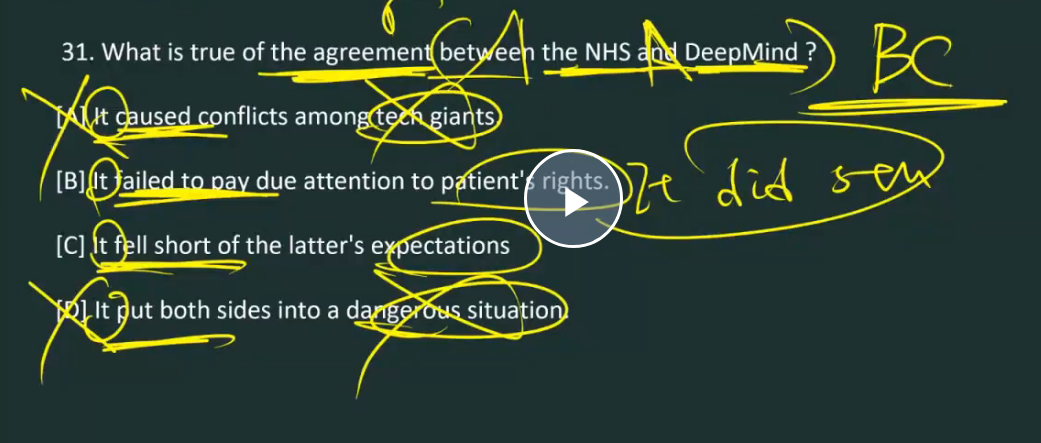 31. What is true of the agreement between the NHS and DeepMind ?
BC
[A] It caused conflicts among tech giants
[B] It failed to pay due attention to patient's rights.
It did
[C] It fell short of the latter's expectations
[D] It put both sides into a dangerous situation.